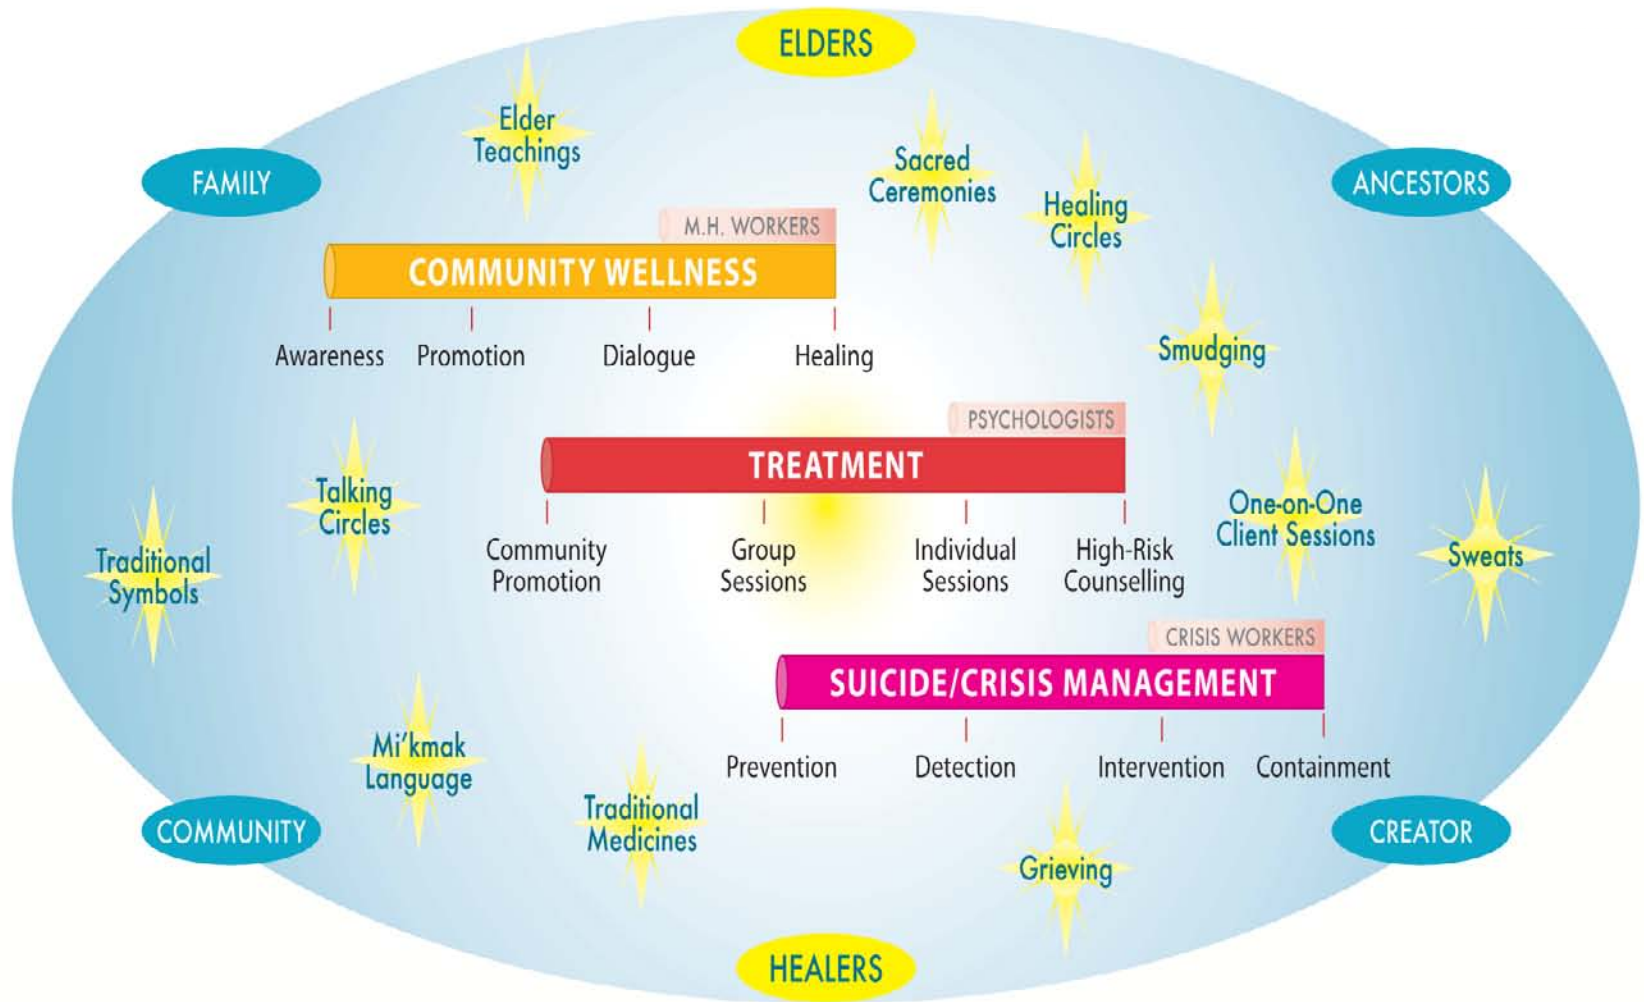 ELDERS
FAMILY
ANCESTORS
Elder
Teachings
Sacred
Ceremonies
Healing
Circles
M.H. WORKERS
COMMUNITY WELLNESS
Awareness
Promotion
Dialogue
Healing
Smudging
PSYCHOLOGISTS
TREATMENT
Community
Promotion
Group
Sessions
Individual
Sessions
High-Risk
Counselling
Talking
Circles
Traditional
Symbols
One-on-One
Client Sessions
Sweats
CRISIS WORKERS
SUICIDE/CRISIS MANAGEMENT
Prevention
Detection
Intervention
Containment
Mi'kmak
Language
Traditional
Medicines
Grieving
COMMUNITY
CREATOR
HEALERS